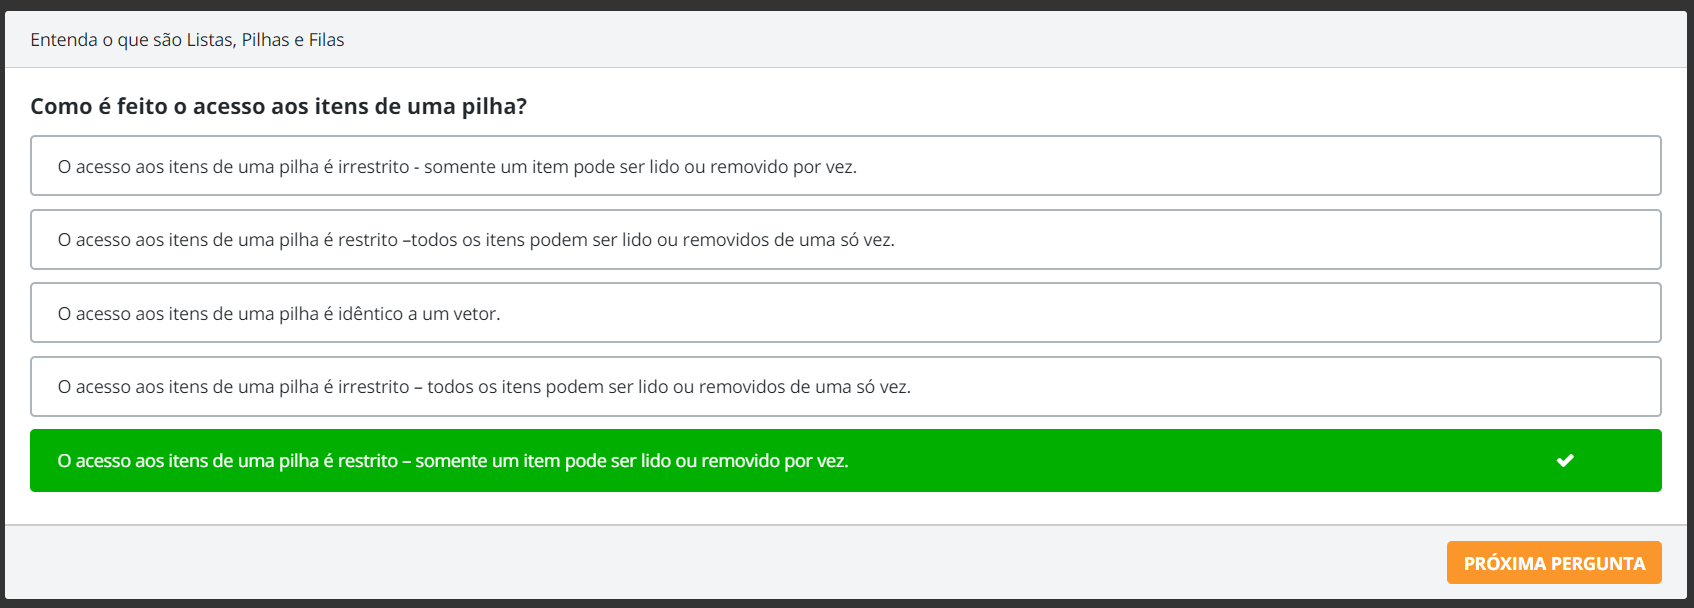 Entenda o que são Listas, Pilhas e Filas
Como é feito o acesso aos itens de uma pilha?
O acesso aos itens de uma pilha é irrestrito - somente um item pode ser lido ou removido por vez.
O acesso aos itens de uma pilha é restrito –todos os itens podem ser lido ou removidos de uma só vez.
O acesso aos itens de uma pilha é idêntico a um vetor.
O acesso aos itens de uma pilha é irrestrito – todos os itens podem ser lido ou removidos de uma só vez.
O acesso aos itens de uma pilha é restrito – somente um item pode ser lido ou removido por vez.
PRÓXIMA PERGUNTA